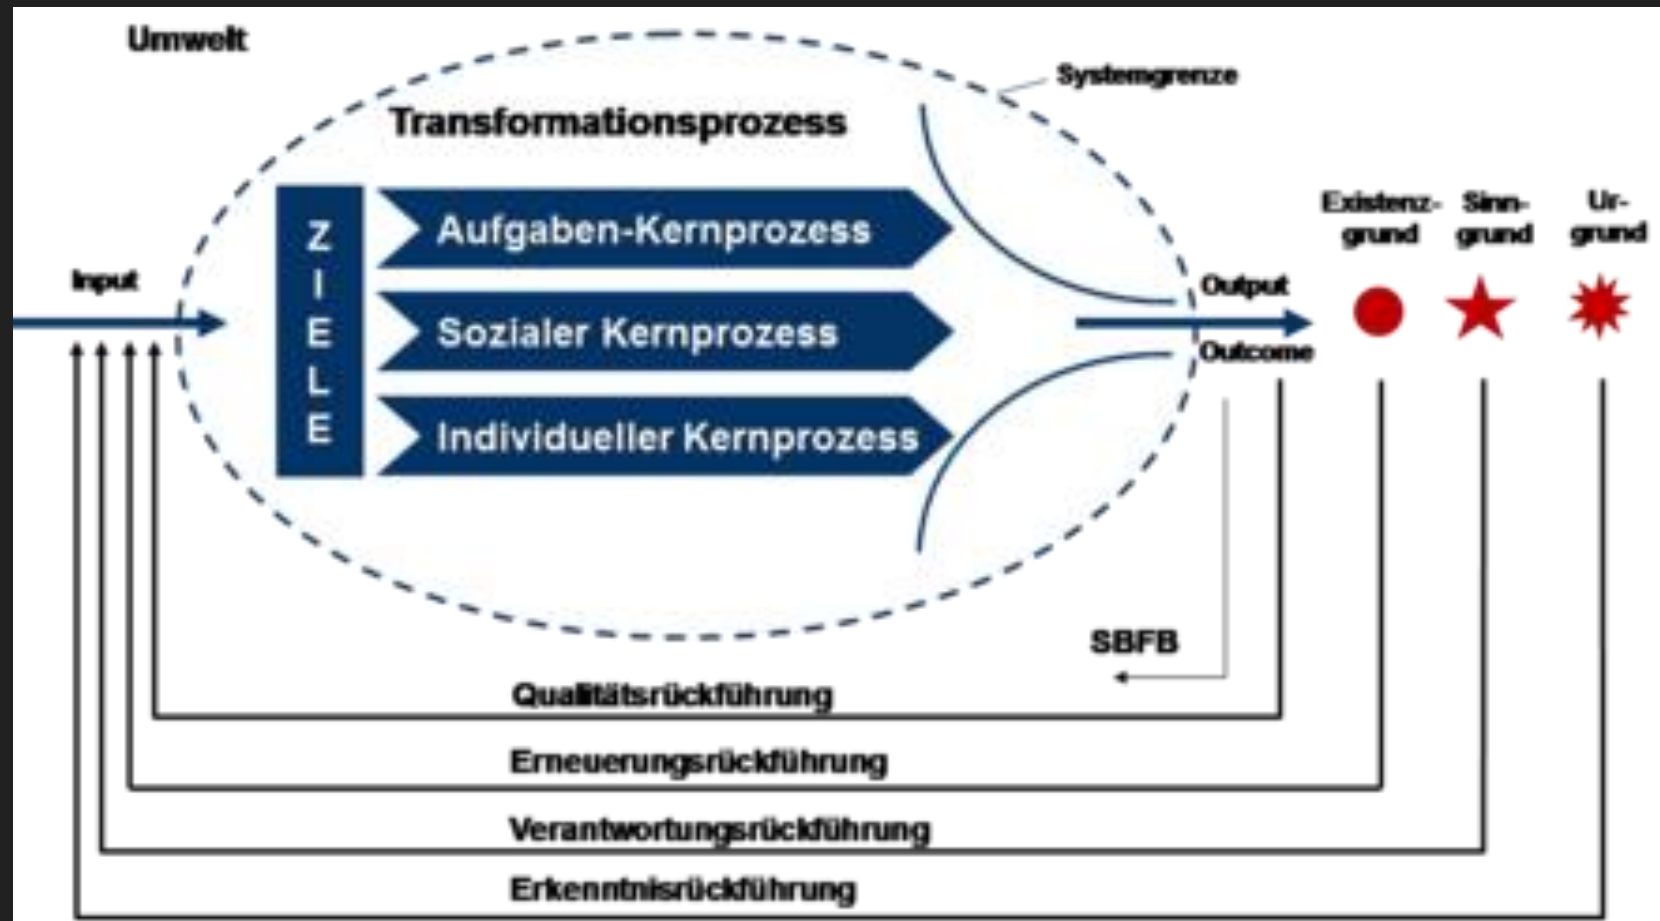 Umwelt
Systemgrenze
Transformationsprozess
Existenz-
grund
Sinn-
grund
Ur-
grund
Z
I
E
L
E
Aufgaben-Kernprozess
Sozialer Kernprozess
Individueller Kernprozess
Input
Output
Outcome
SBFB
Qualitätsrückführung
Erneuerungsrückführung
Verantwortungsrückführung
Erkenntnisrückführung